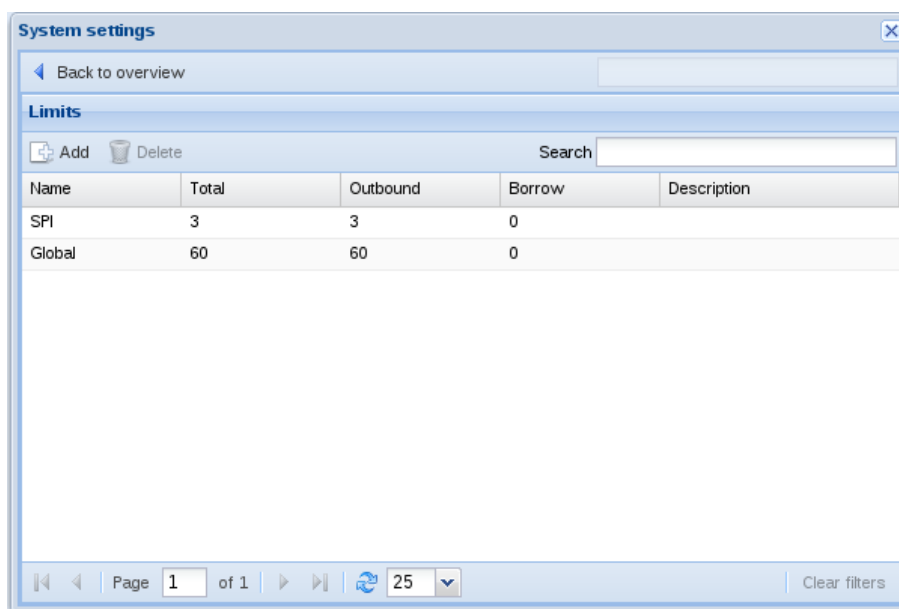 System settings
Back to overview
Limits
Add Delete Search
Name Total Outbound Borrow Description
SPI 3 3 0
Global 60 60 0
Page 1 of 1 25 Clear filters